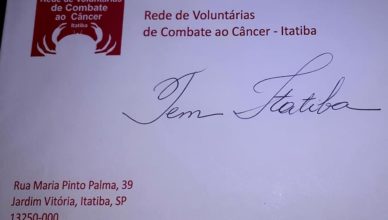 Rede de Voluntárias
de Combate
ao Câncer
Itatiba
Rede de Voluntárias
de Combate ao Câncer - Itatiba
Tem Itatiba
Rua Maria Pinto Palma, 39
Jardim Vitória, Itatiba, SP
13250-000